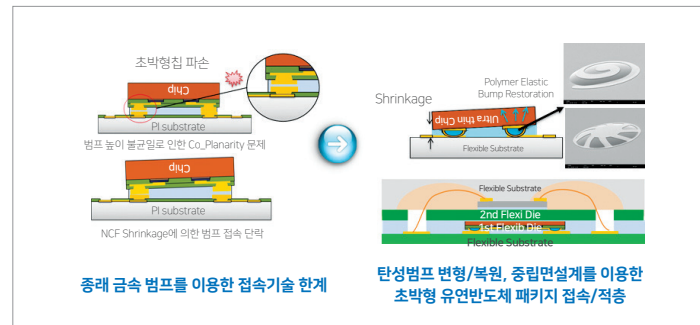 초박형칩 파손
Chip
PI substrate
범프 높이 불균일로 인한 Co_Planarity 문제
Chip
PI substrate
NCF Shrinkage에 의한 범프 접속 단락
종래 금속 범프를 이용한 접속기술 한계
Polymer Elastic
Bump Restoration
Shrinkage
Ultra thin Chip
Flexible Substrate
Flexible Substrate
2nd Flexi Die
1st Flexib Die
Flexible Substrate
탄성범프 변형/복원, 중립면설계를 이용한
초박형 유연반도체 패키지 접속/적층